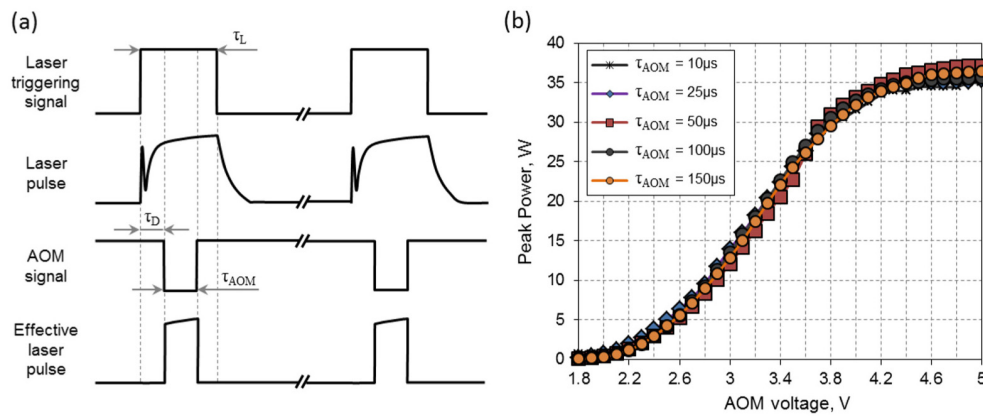 (a)
Laser
triggering
signal
τL
Laser
pulse
τD
AOM
signal
τAOM
Effective
laser
pulse
(b)
Peak Power, W
40
35
30
25
20
15
10
5
0
τAOM = 10μs
τAOM = 25μs
τAOM = 50μs
τAOM = 100μs
τAOM = 150μs
1.8 2.2 2.6 3 3.4 3.8 4.2 4.6 5
AOM voltage, V